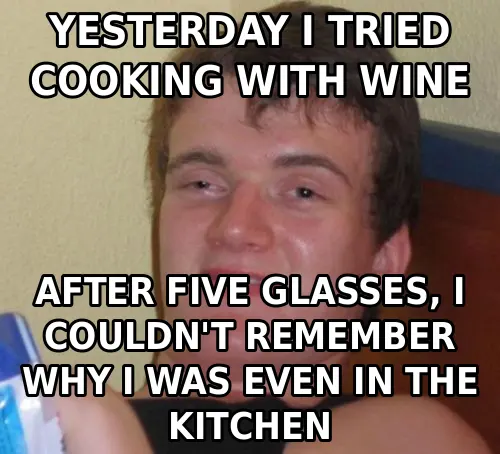 YESTERDAY I TRIED
COOKING WITH WINE
AFTER FIVE GLASSES, I
COULDN'T REMEMBER
WHY I WAS EVEN IN THE
KITCHEN